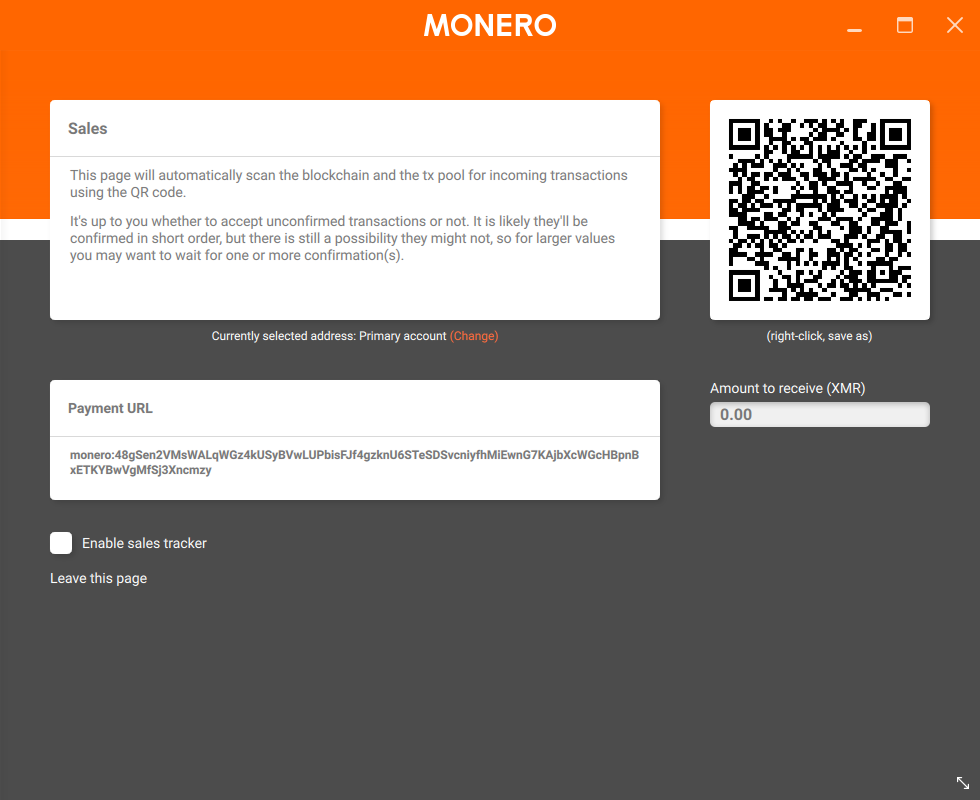 MONERO
Sales
This page will automatically scan the blockchain and the tx pool for incoming transactions
using the QR code.
It's up to you whether to accept unconfirmed transactions or not. It is likely they'll be
confirmed in short order, but there is still a possibility they might not, so for larger values
you may want to wait for one or more confirmation(s).
Currently selected address: Primary account (Change)
(right-click, save as)
Payment URL
monero:48gSen2VMsWALqWGz4kUSyBVwLUPbisFJf4gzknU6STeSDSvcniyfhMiEwnG7KAjbXcWGcHBpnB
xETKYBwVgMfSj3Xncmzy
Amount to receive (XMR)
0.00
Enable sales tracker
Leave this page